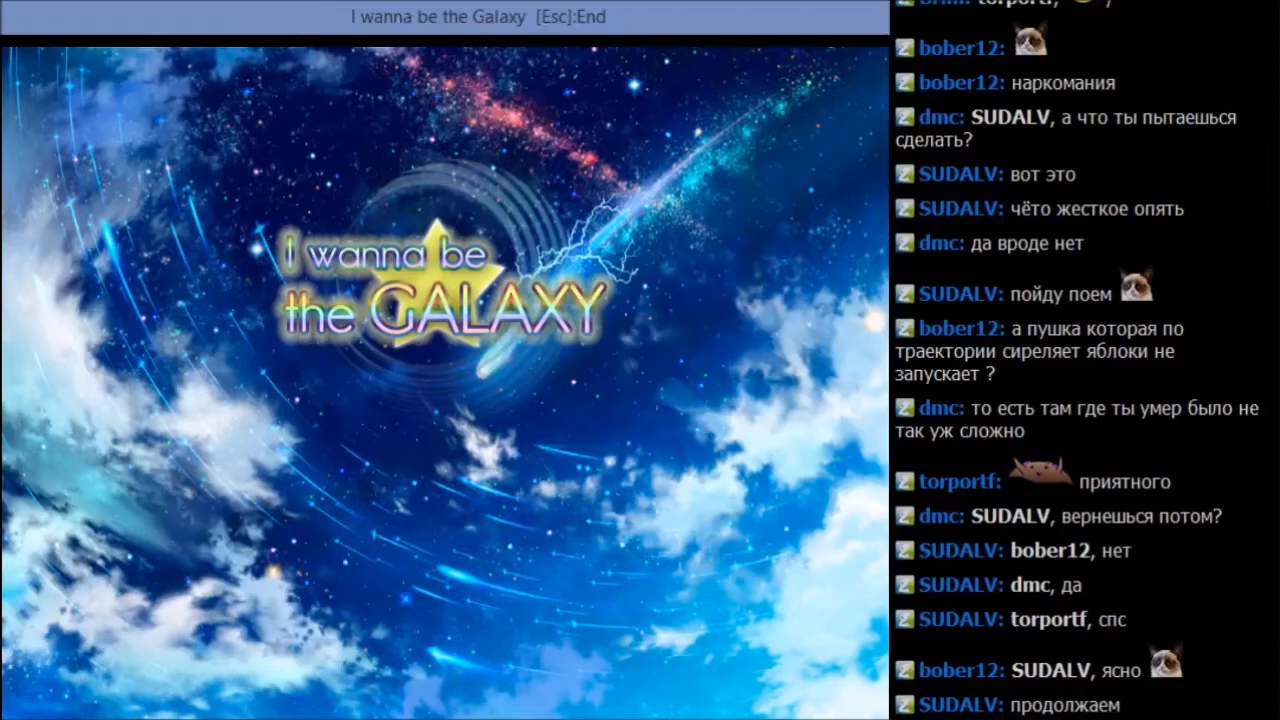 I wanna be the Galaxy [Esc]:End
I wanna be
the GALAXY
bober12:
bober12: наркомания
dmc: SUDALV, а что ты пытаешься
сделать?
SUDALV: вот это
SUDALV: чёто жесткое опять
dmc: да вроде нет
SUDALV: пойду поем
bober12: а пушка которая по
траектории сиреляет яблоки не
запускает ?
dmc: то есть там где ты умер было не
так уж сложно
torportf: приятного
dmc: SUDALV, вернешься потом?
SUDALV: bober12, нет
SUDALV: dmc, да
SUDALV: torportf, спс
bober12: SUDALV, ясно
SUDALV: продолжаем